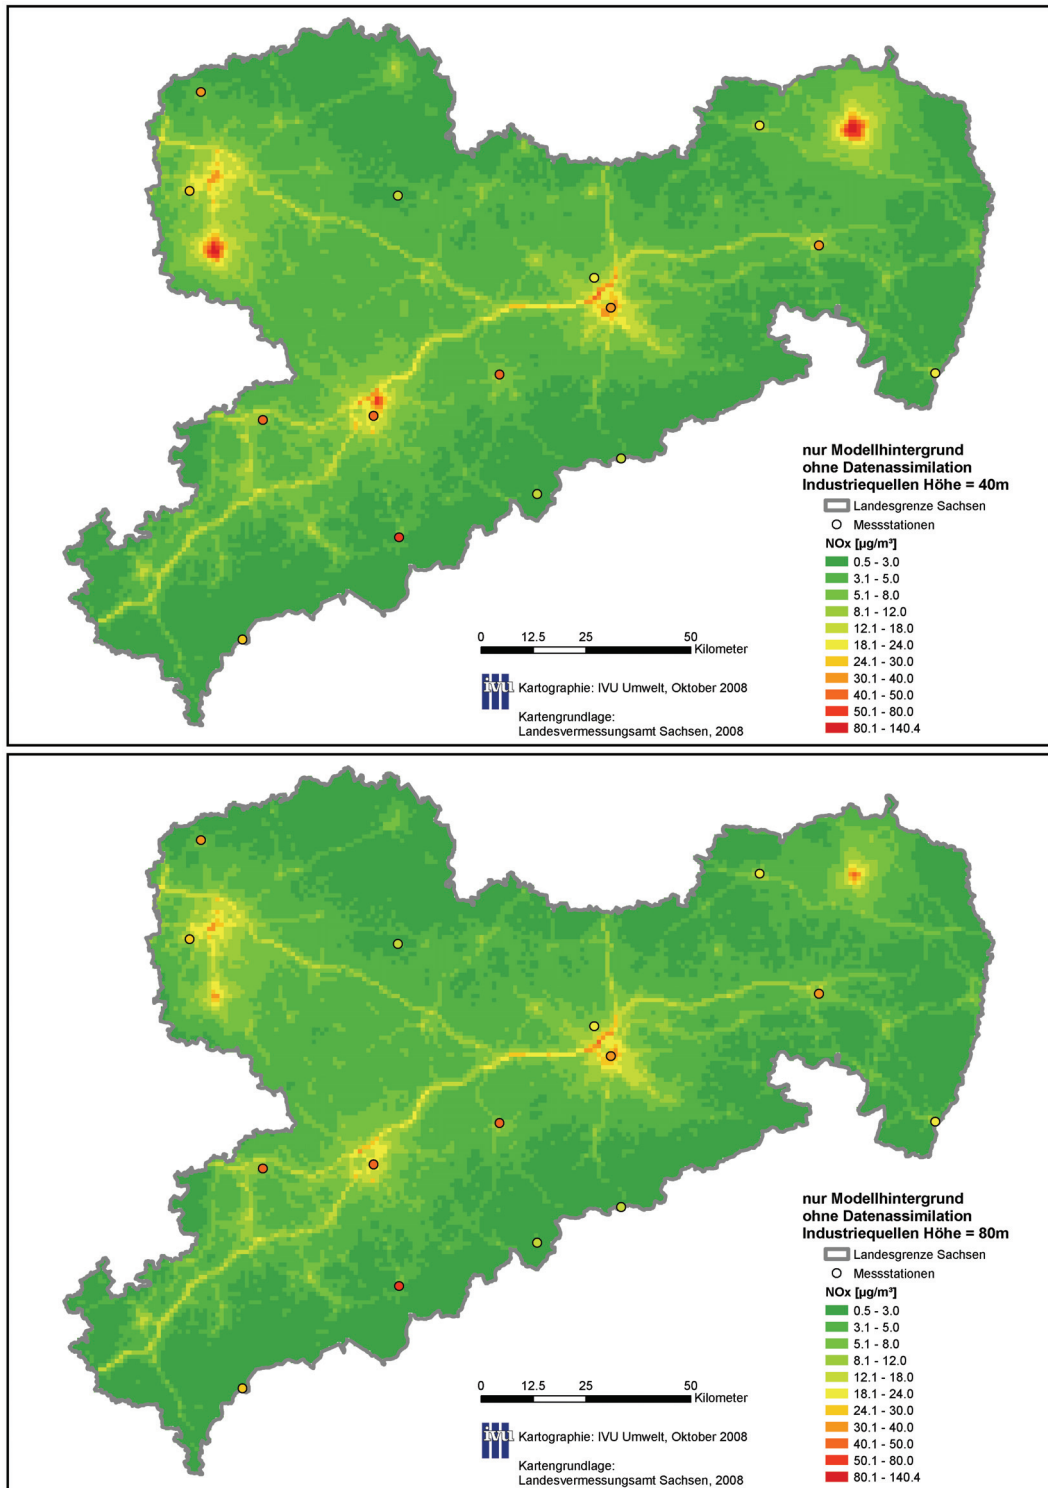 nur Modellhintergrund
ohne Datenassimilation
Industriequellen Höhe = 40m
Landesgrenze Sachsen
Messstationen
NOx [µg/m³]
0.5 - 3.0
3.1 - 5.0
5.1 - 8.0
8.1 - 12.0
12.1 - 18.0
18.1 - 24.0
24.1 - 30.0
30.1 - 40.0
40.1 - 50.0
50.1 - 80.0
80.1 - 140.4
0 12.5 25 50
Kilometer
ivu
Kartographie: IVU Umwelt, Oktober 2008
Kartengrundlage:
Landesvermessungsamt Sachsen, 2008
nur Modellhintergrund
ohne Datenassimilation
Industriequellen Höhe = 80m
Landesgrenze Sachsen
Messstationen
NOx [µg/m³]
0.5 - 3.0
3.1 - 5.0
5.1 - 8.0
8.1 - 12.0
12.1 - 18.0
18.1 - 24.0
24.1 - 30.0
30.1 - 40.0
40.1 - 50.0
50.1 - 80.0
80.1 - 140.4
0 12.5 25 50
Kilometer
ivu
Kartographie: IVU Umwelt, Oktober 2008
Kartengrundlage:
Landesvermessungsamt Sachsen, 2008